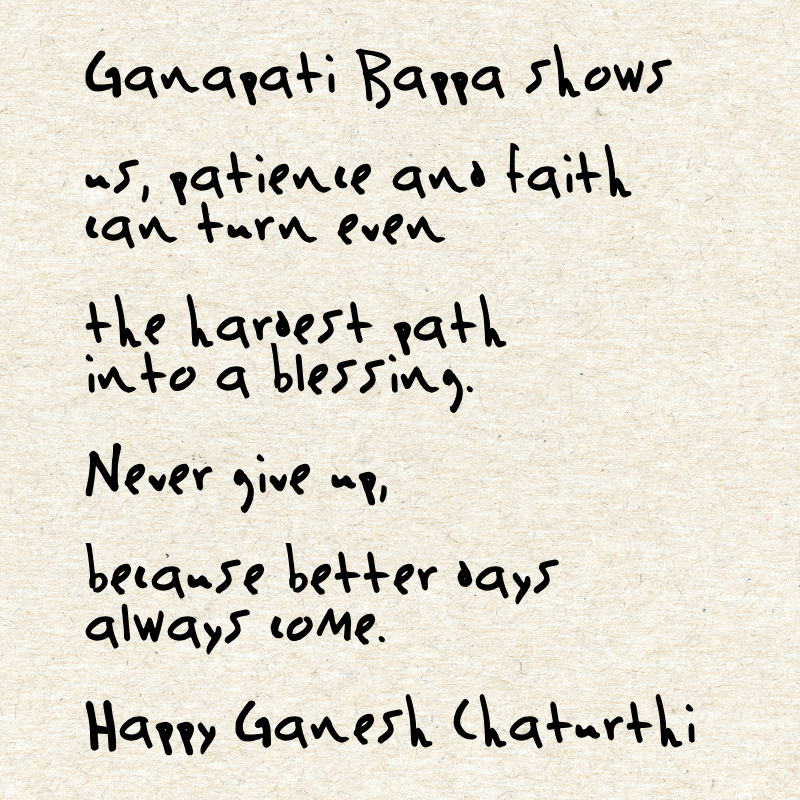 Ganapati Bappa shows
us, patience and faith
can turn even
the hardest path
into a blessing.
Never give up,
because better days
always come.
Happy Ganesh Chaturthi